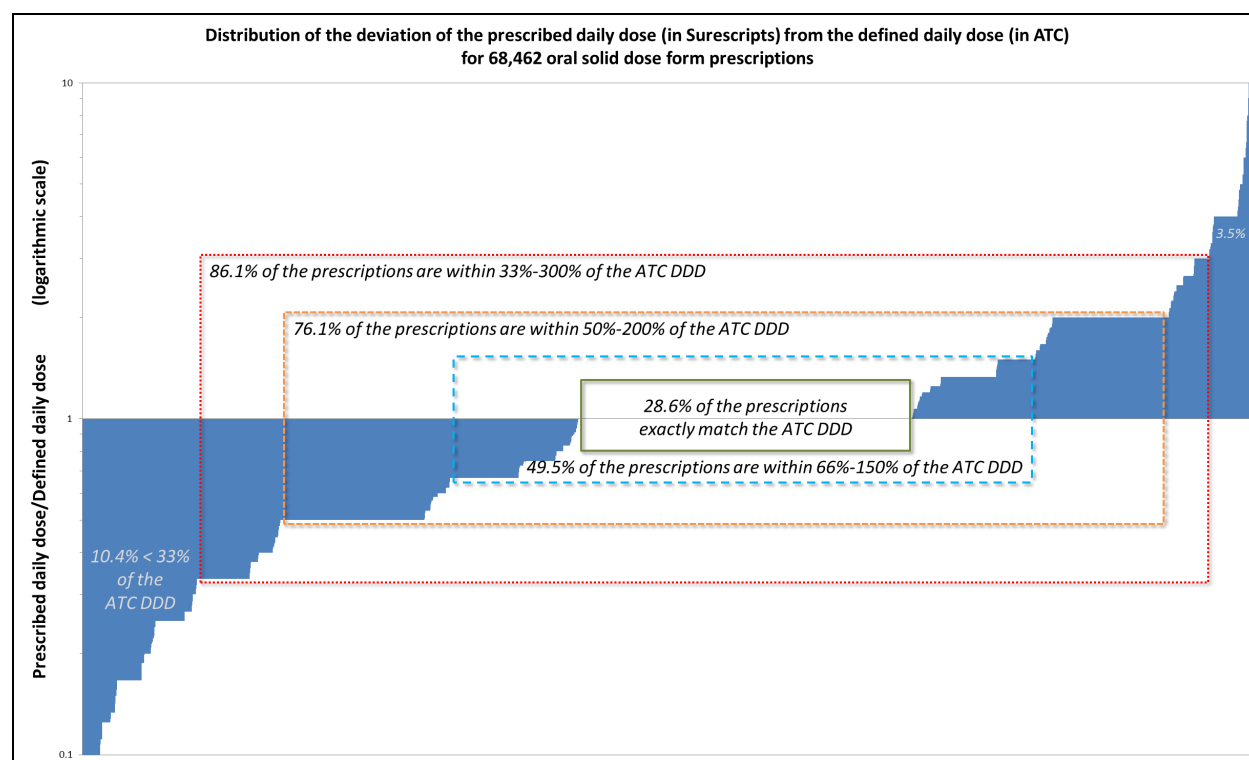 Distribution of the deviation of the prescribed daily dose (in Surescripts) from the defined daily dose (in ATC)
for 68,462 oral solid dose form prescriptions
Prescribed daily dose/Defined daily dose (logarithmic scale)
10
1
0.1
3.5%
86.1% of the prescriptions are within 33%-300% of the ATC DDD
76.1% of the prescriptions are within 50%-200% of the ATC DDD
28.6% of the prescriptions
exactly match the ATC DDD
49.5% of the prescriptions are within 66%-150% of the ATC DDD
10.4% < 33%
of the
ATC DDD